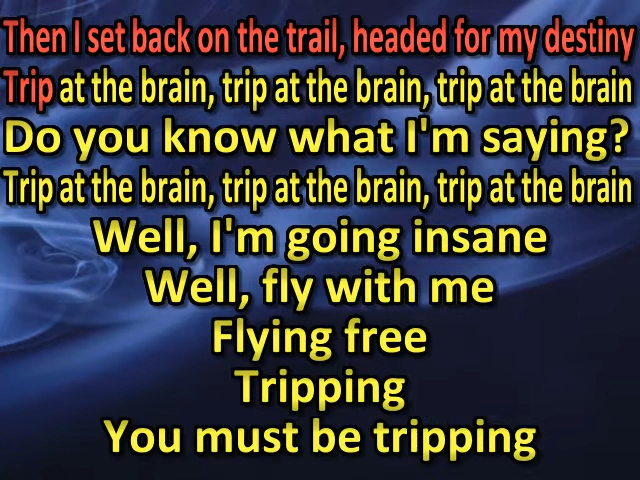 Then I set back on the trail, headed for my destiny
Trip at the brain, trip at the brain, trip at the brain
Do you know what I'm saying?
Trip at the brain, trip at the brain, trip at the brain
Well, I'm going insane
Well, fly with me
Flying free
Tripping
You must be tripping